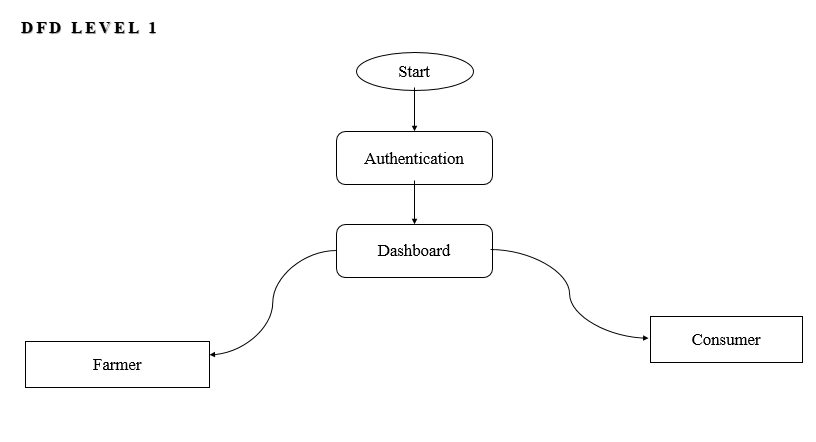 DFD LEVEL 1
Start
Authentication
Dashboard
Consumer
Farmer